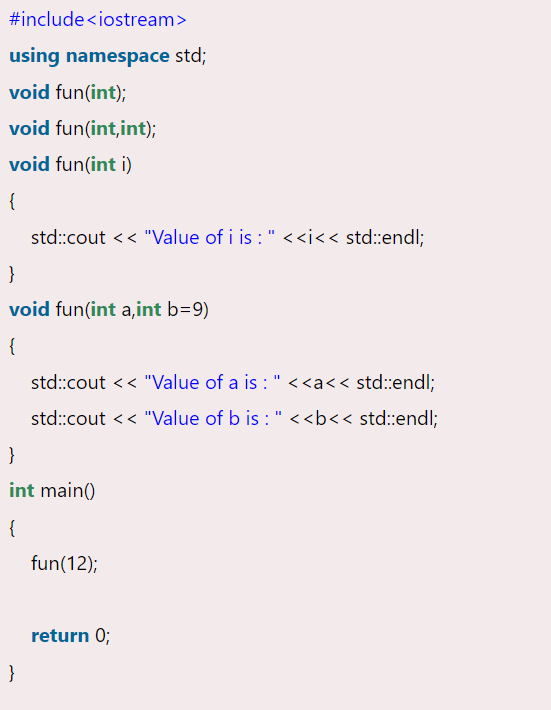 #include<iostream>
using namespace std;
void fun(int);
void fun(int,int);
void fun(int i)
{
    std::cout << "Value of i is : " <<i<< std::endl;
}
void fun(int a,int b=9)
{
    std::cout << "Value of a is : " <<a<< std::endl;
    std::cout << "Value of b is : " <<b<< std::endl;
}
int main()
{
    fun(12);

    return 0;
}